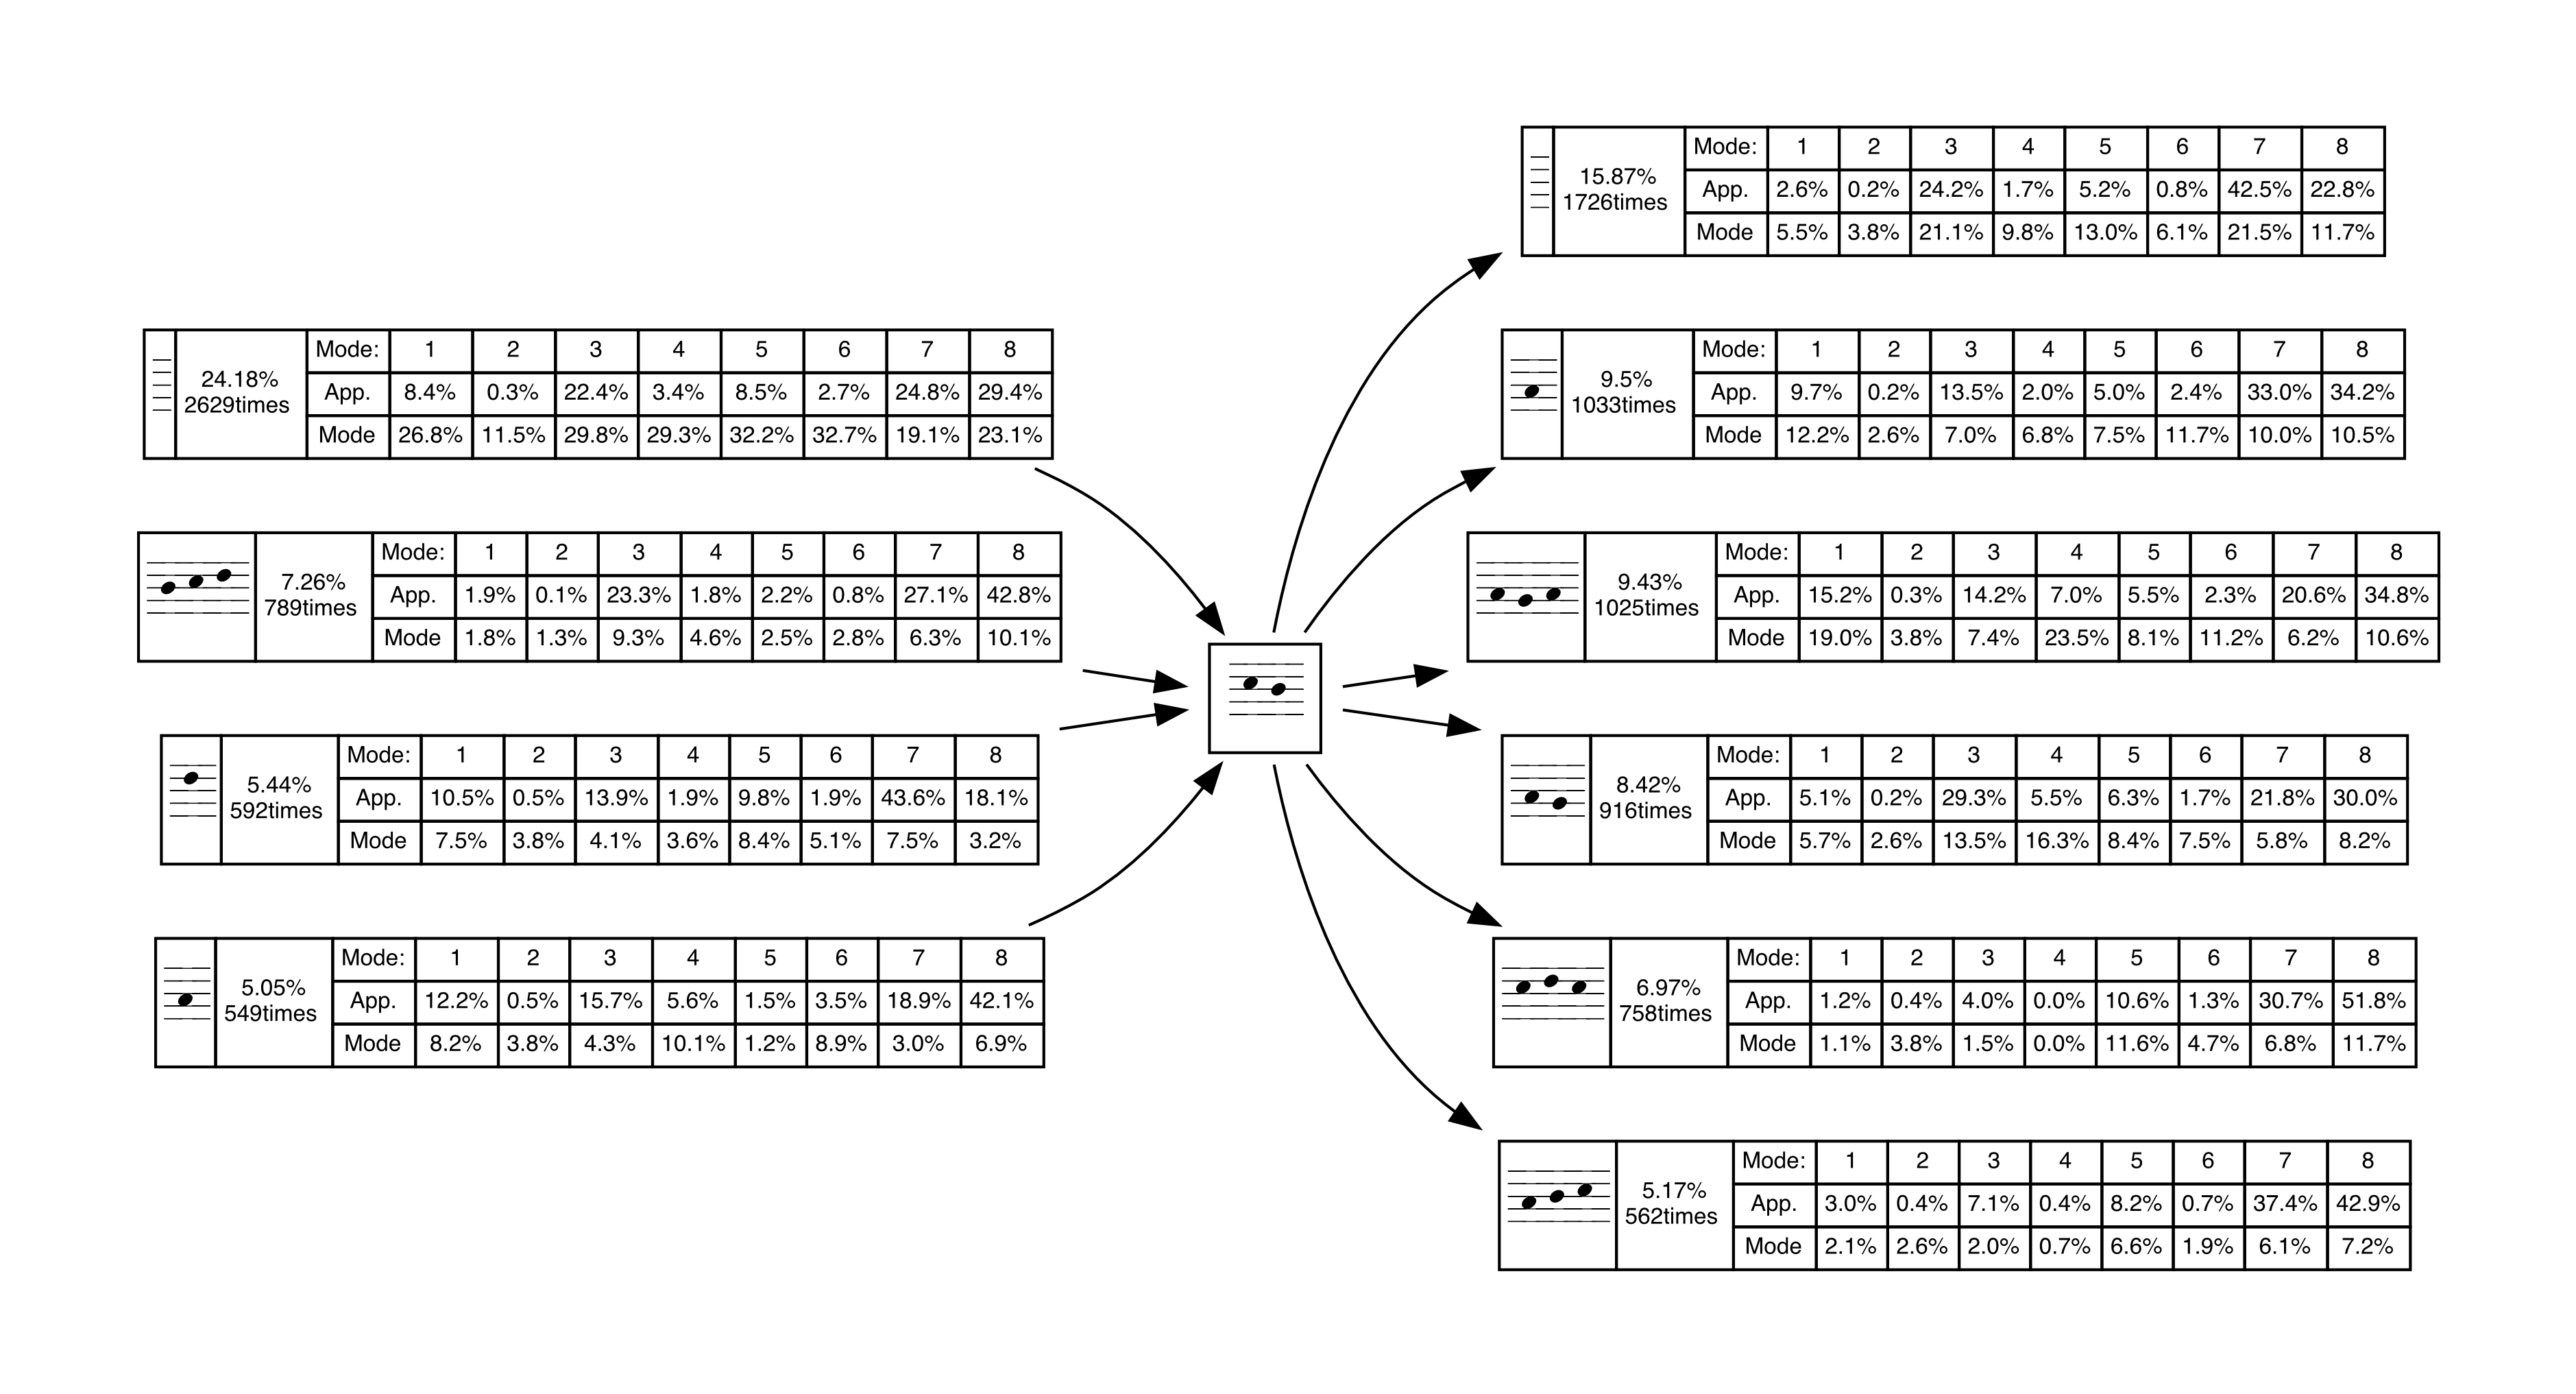 24.18%
2629times
Mode: 1 2 3 4 5 6 7 8
App. 8.4% 0.3% 22.4% 3.4% 8.5% 2.7% 24.8% 29.4%
Mode 26.8% 11.5% 29.8% 29.3% 32.2% 32.7% 19.1% 23.1%
7.26%
789times
Mode: 1 2 3 4 5 6 7 8
App. 1.9% 0.1% 23.3% 1.8% 2.2% 0.8% 27.1% 42.8%
Mode 1.8% 1.3% 9.3% 4.6% 2.5% 2.8% 6.3% 10.1%
5.44%
592times
Mode: 1 2 3 4 5 6 7 8
App. 10.5% 0.5% 13.9% 1.9% 9.8% 1.9% 43.6% 18.1%
Mode 7.5% 3.8% 4.1% 3.6% 8.4% 5.1% 7.5% 3.2%
5.05%
549times
Mode: 1 2 3 4 5 6 7 8
App. 12.2% 0.5% 15.7% 5.6% 1.5% 3.5% 18.9% 42.1%
Mode 8.2% 3.8% 4.3% 10.1% 1.2% 8.9% 3.0% 6.9%
15.87%
1726times
Mode: 1 2 3 4 5 6 7 8
App. 2.6% 0.2% 24.2% 1.7% 5.2% 0.8% 42.5% 22.8%
Mode 5.5% 3.8% 21.1% 9.8% 13.0% 6.1% 21.5% 11.7%
9.5%
1033times
Mode: 1 2 3 4 5 6 7 8
App. 9.7% 0.2% 13.5% 2.0% 5.0% 2.4% 33.0% 34.2%
Mode 12.2% 2.6% 7.0% 6.8% 7.5% 11.7% 10.0% 10.5%
9.43%
1025times
Mode: 1 2 3 4 5 6 7 8
App. 15.2% 0.3% 14.2% 7.0% 5.5% 2.3% 20.6% 34.8%
Mode 19.0% 3.8% 7.4% 23.5% 8.1% 11.2% 6.2% 10.6%
8.42%
916times
Mode: 1 2 3 4 5 6 7 8
App. 5.1% 0.2% 29.3% 5.5% 6.3% 1.7% 21.8% 30.0%
Mode 5.7% 2.6% 13.5% 16.3% 8.4% 7.5% 5.8% 8.2%
6.97%
758times
Mode: 1 2 3 4 5 6 7 8
App. 1.2% 0.4% 4.0% 0.0% 10.6% 1.3% 30.7% 51.8%
Mode 1.1% 3.8% 1.5% 0.0% 11.6% 4.7% 6.8% 11.7%
5.17%
562times
Mode: 1 2 3 4 5 6 7 8
App. 3.0% 0.4% 7.1% 0.4% 8.2% 0.7% 37.4% 42.9%
Mode 2.1% 2.6% 2.0% 0.7% 6.6% 1.9% 6.1% 7.2%